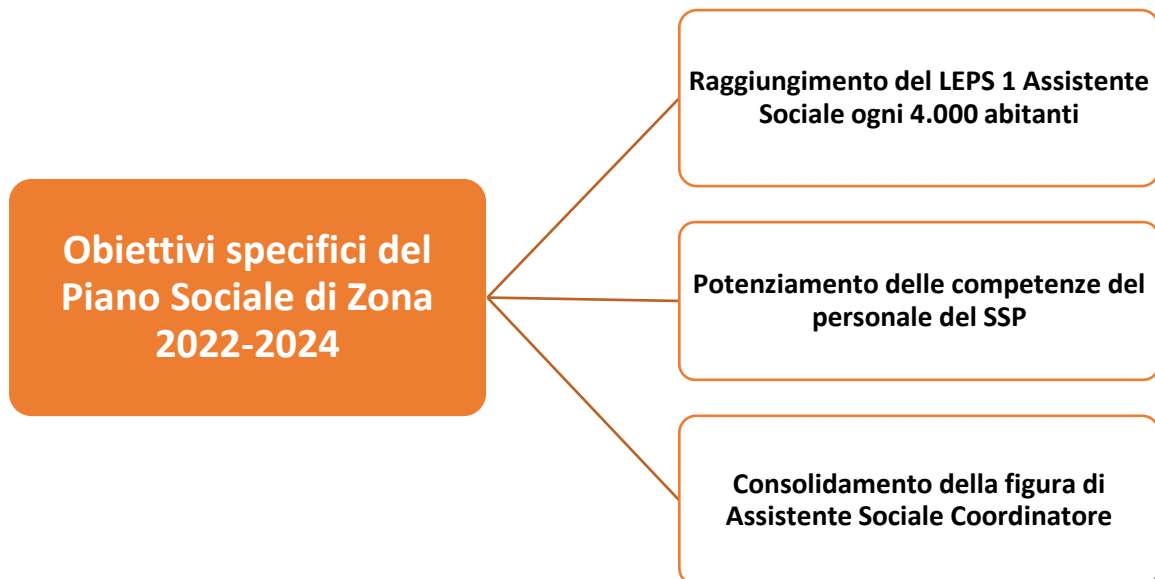 Obiettivi specifici del
Piano Sociale di Zona
2022-2024
Raggiungimento del LEPS 1 Assistente
Sociale ogni 4.000 abitanti
Potenziamento delle competenze del
personale del SSP
Consolidamento della figura di
Assistente Sociale Coordinatore